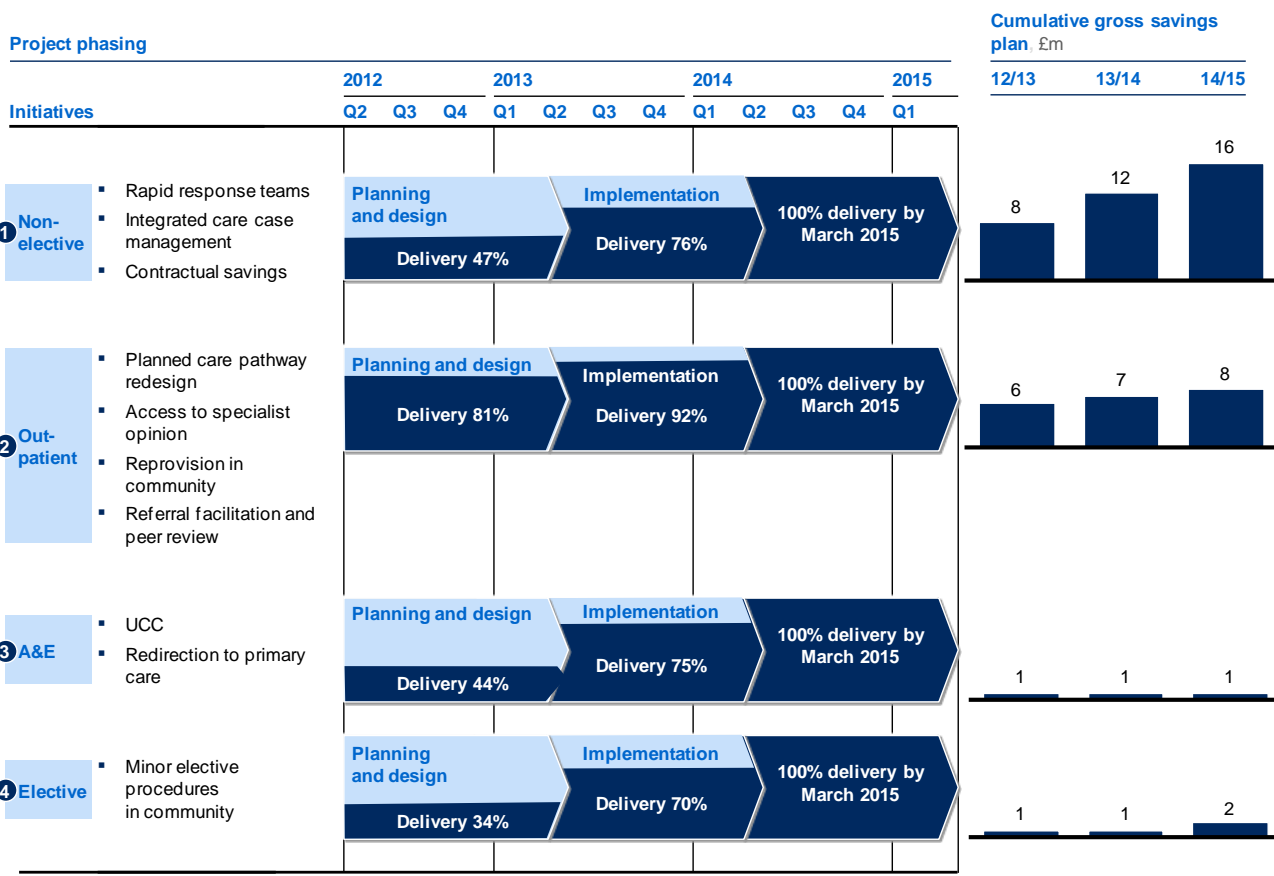 Project phasing
Cumulative gross savings
plan, £m
2012 2013 2014 2015
12/13 13/14 14/15
Initiatives
Q2 Q3 Q4 Q1 Q2 Q3 Q4 Q1 Q2 Q3 Q4 Q1
1
Non-
elective
▪ Rapid response teams
▪ Integrated care case
management
▪ Contractual savings
Planning
and design
Delivery 47%
Implementation
Delivery 76%
100% delivery by
March 2015
8 12 16
2
Out-
patient
▪ Planned care pathway
redesign
▪ Access to specialist
opinion
▪ Reprovision in
community
▪ Referral facilitation and
peer review
Planning and design
Delivery 81%
Implementation
Delivery 92%
100% delivery by
March 2015
6 7 8
3
A&E
▪ UCC
▪ Redirection to primary
care
Planning and design
Delivery 44%
Implementation
Delivery 75%
100% delivery by
March 2015
1 1 1
4
Elective
▪ Minor elective
procedures
in community
Planning
and design
Delivery 34%
Implementation
Delivery 70%
100% delivery by
March 2015
1 1 2